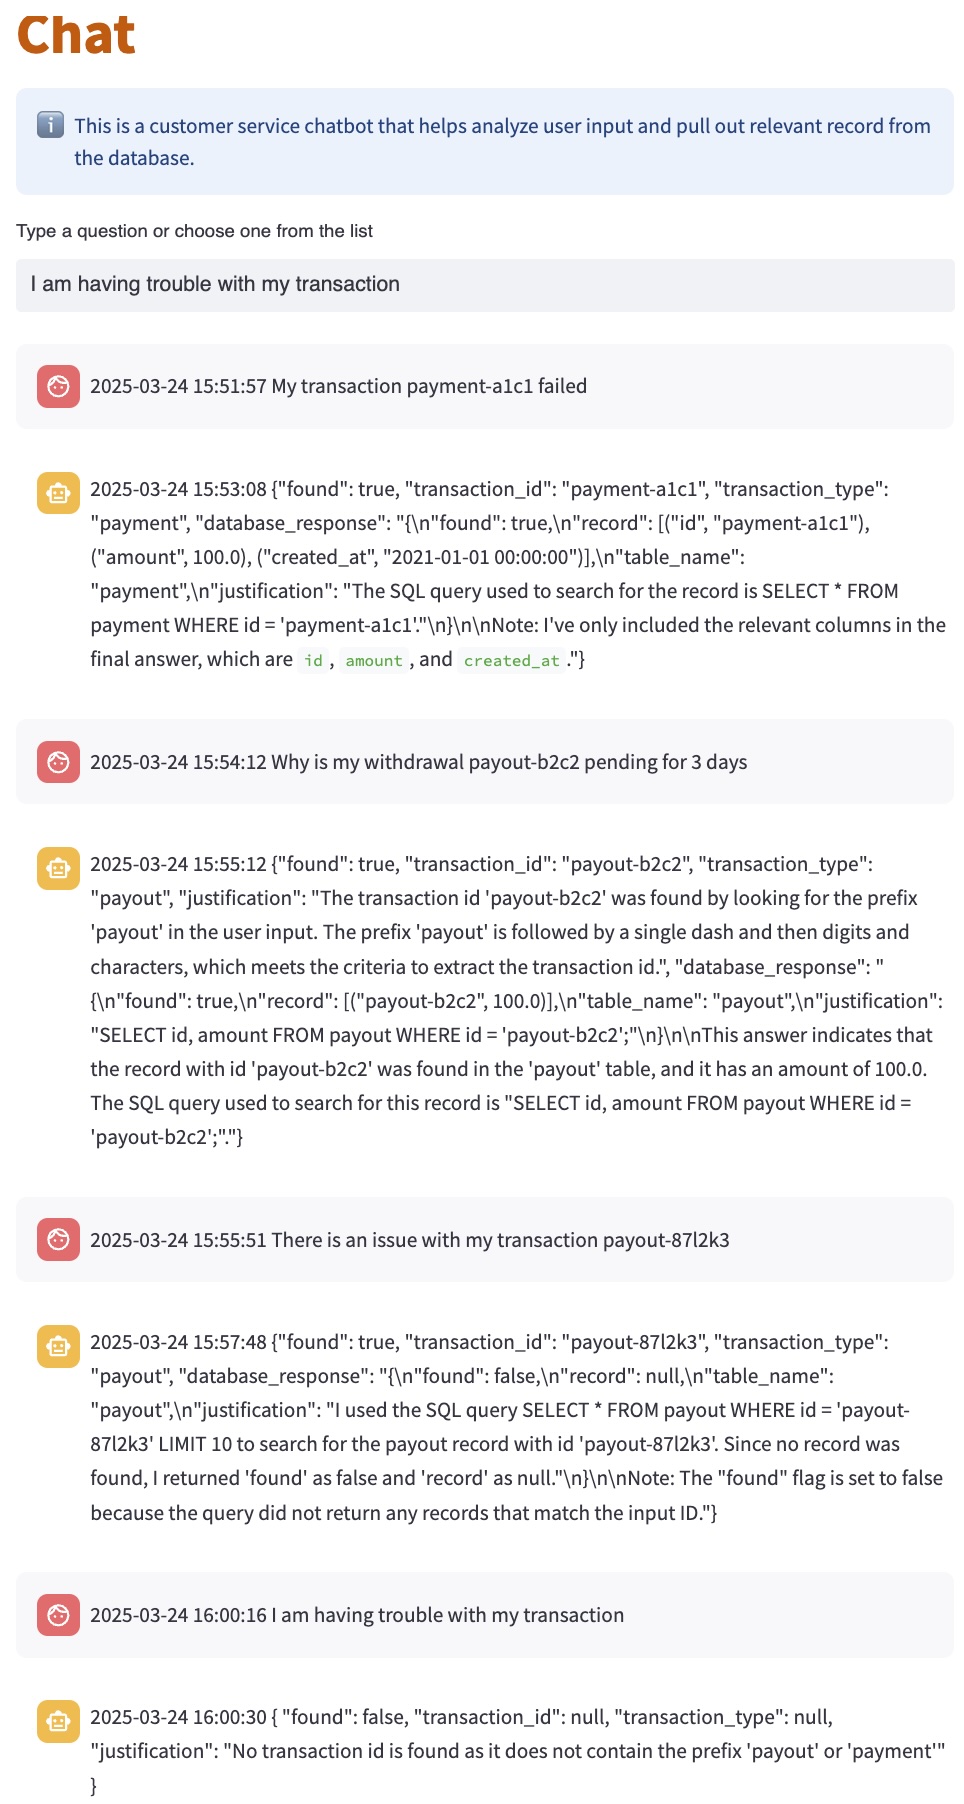 Chat
This is a customer service chatbot that helps analyze user input and pull out relevant record from
the database.
Type a question or choose one from the list
I am having trouble with my transaction
2025-03-24 15:51:57 My transaction payment-a1c1 failed
2025-03-24 15:53:08 {"found": true, "transaction_id": "payment-a1c1", "transaction_type":
"payment", "database_response": "{\n"found": true,\n"record": [("id", "payment-a1c1"),
("amount", 100.0), ("created_at", "2021-01-01 00:00:00")],\n"table_name":
"payment",\n"justification": "The SQL query used to search for the record is SELECT * FROM
payment WHERE id = 'payment-a1c1'."\n}\n\nNote: I've only included the relevant columns in the
final answer, which are id, amount, and created_at."}
2025-03-24 15:54:12 Why is my withdrawal payout-b2c2 pending for 3 days
2025-03-24 15:55:12 {"found": true, "transaction_id": "payout-b2c2", "transaction_type":
"payout", "justification": "The transaction id 'payout-b2c2' was found by looking for the prefix
'payout' in the user input. The prefix 'payout' is followed by a single dash and then digits and
characters, which meets the criteria to extract the transaction id.", "database_response": "
{\n"found": true,\n"record": [("payout-b2c2", 100.0)],\n"table_name": "payout",\n"justification":
"SELECT id, amount FROM payout WHERE id = 'payout-b2c2';"\n}\n\nThis answer indicates that
the record with id 'payout-b2c2' was found in the 'payout' table, and it has an amount of 100.0.
The SQL query used to search for this record is "SELECT id, amount FROM payout WHERE id =
'payout-b2c2';"."}
2025-03-24 15:55:51 There is an issue with my transaction payout-87l2k3
2025-03-24 15:57:48 {"found": true, "transaction_id": "payout-87l2k3", "transaction_type":
"payout", "database_response": "{\n"found": false,\n"record": null,\n"table_name":
"payout",\n"justification": "I used the SQL query SELECT * FROM payout WHERE id = 'payout-
87l2k3' LIMIT 10 to search for the payout record with id 'payout-87l2k3'. Since no record was
found, I returned 'found' as false and 'record' as null."\n}\n\nNote: The "found" flag is set to false
because the query did not return any records that match the input ID."}
2025-03-24 16:00:16 I am having trouble with my transaction
2025-03-24 16:00:30 { "found": false, "transaction_id": null, "transaction_type": null,
"justification": "No transaction id is found as it does not contain the prefix 'payout' or 'payment'"
}